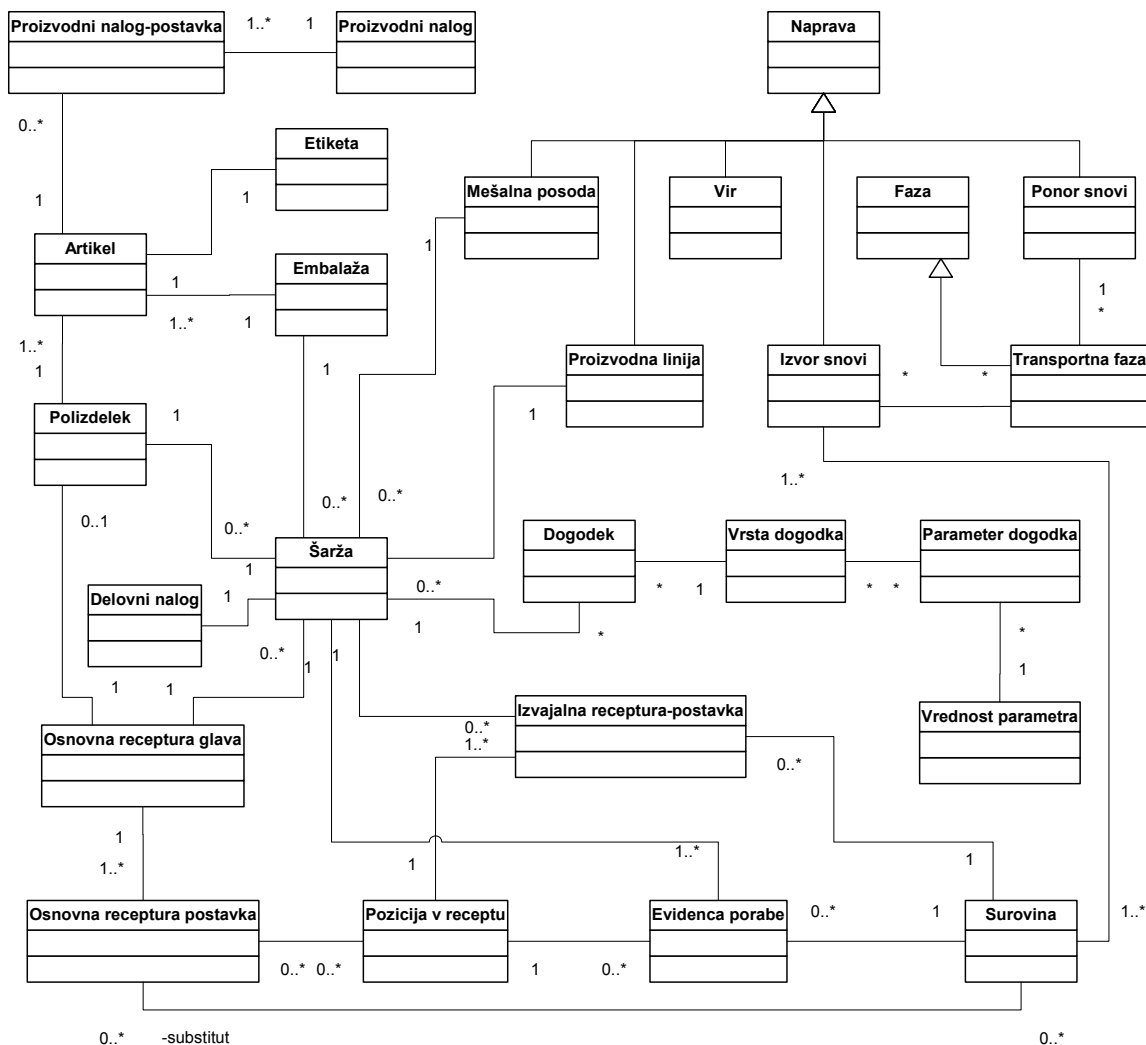 Proizvodni nalog-postavka
1..*
1
Proizvodni nalog
Naprava
0..*
1
Etiketa
1
Mešalna posoda
1
Vir
Faza
Ponor snovi
1
*
Artikel
1
1..*
Embalaža
1
1
1..*
1
Proizvodna linija
1
Izvor snovi
*
*
Transportna faza
1..*
Polizdelek
1
0..1
0..*
0..*
0..*
Šarža
1
0..*
1
Dogodek
*
*
1
Vrsta dogodka
*
*
Parameter dogodka
*
1
Delovni nalog
1
0..*
1
1
1
1
Izvajalna receptura-postavka
0..*
1..*
0..*
Vrednost parametra
Osnovna receptura glava
1
1..*
1
1..*
1
Osnovna receptura postavka
0..*
0..*
Pozicija v receptu
1
0..*
Evidenca porabe
0..*
1
Surovina
1..*
0..*
-substitut
0..*